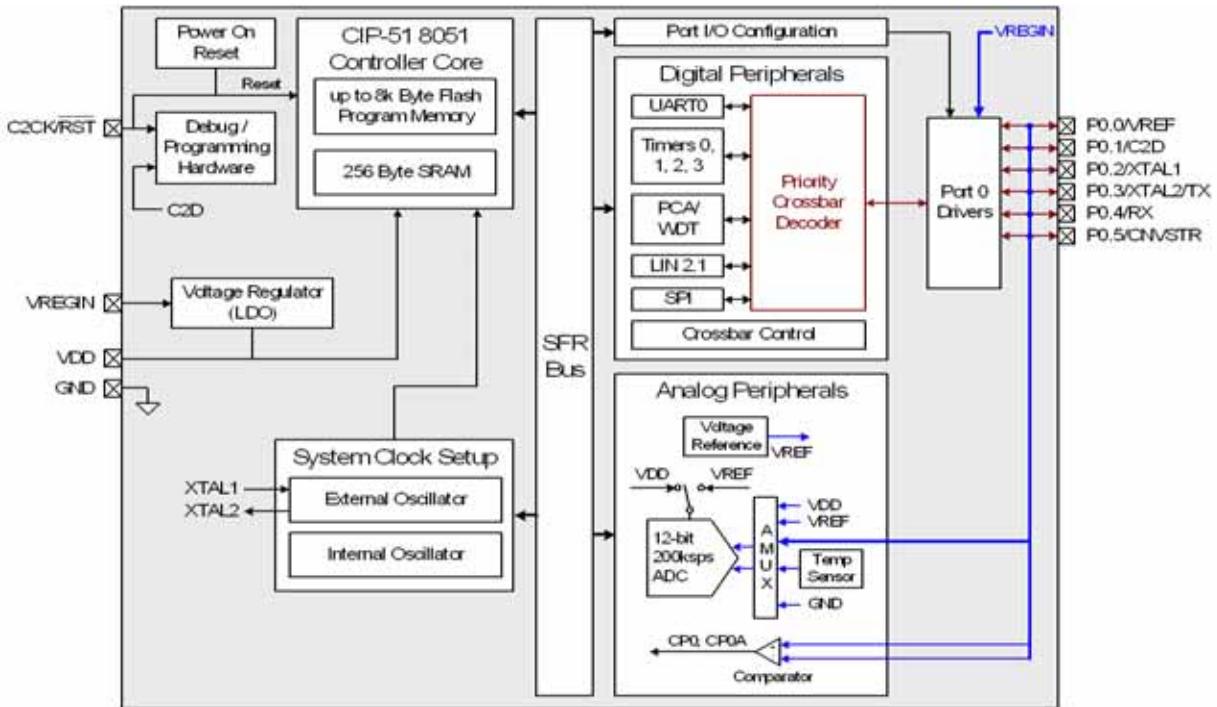 Power On
Reset
Reset
C2CK/RST
Debug /
Programming
Hardware
C2D
CIP-51 8051
Controller Core
up to 8k Byte Flash
Program Memory
256 Byte SRAM
VREGIN
Voltage Regulator
(LDO)
VDD
GND
System Clock Setup
XTAL1
XTAL2
External Oscillator
Internal Oscillator
SFR
Bus
Port I/O Configuration
Digital Peripherals
UART0
Timers 0,
1, 2, 3
PCA/
WDT
LIN 2.1
SPI
Priority
Crossbar
Decoder
Crossbar Control
VREGIN
Port 0
Drivers
P0.0/VREF
P0.1/C2D
P0.2/XTAL1
P0.3/XTAL2/TX
P0.4/RX
P0.5/CNVSTR
Analog Peripherals
Voltage
Reference
VREF
VDD
VREF
12-bit
200ksps
ADC
A
M
U
X
VDD
VREF
Temp
Sensor
GND
CP0, CP0A
-
Comparator